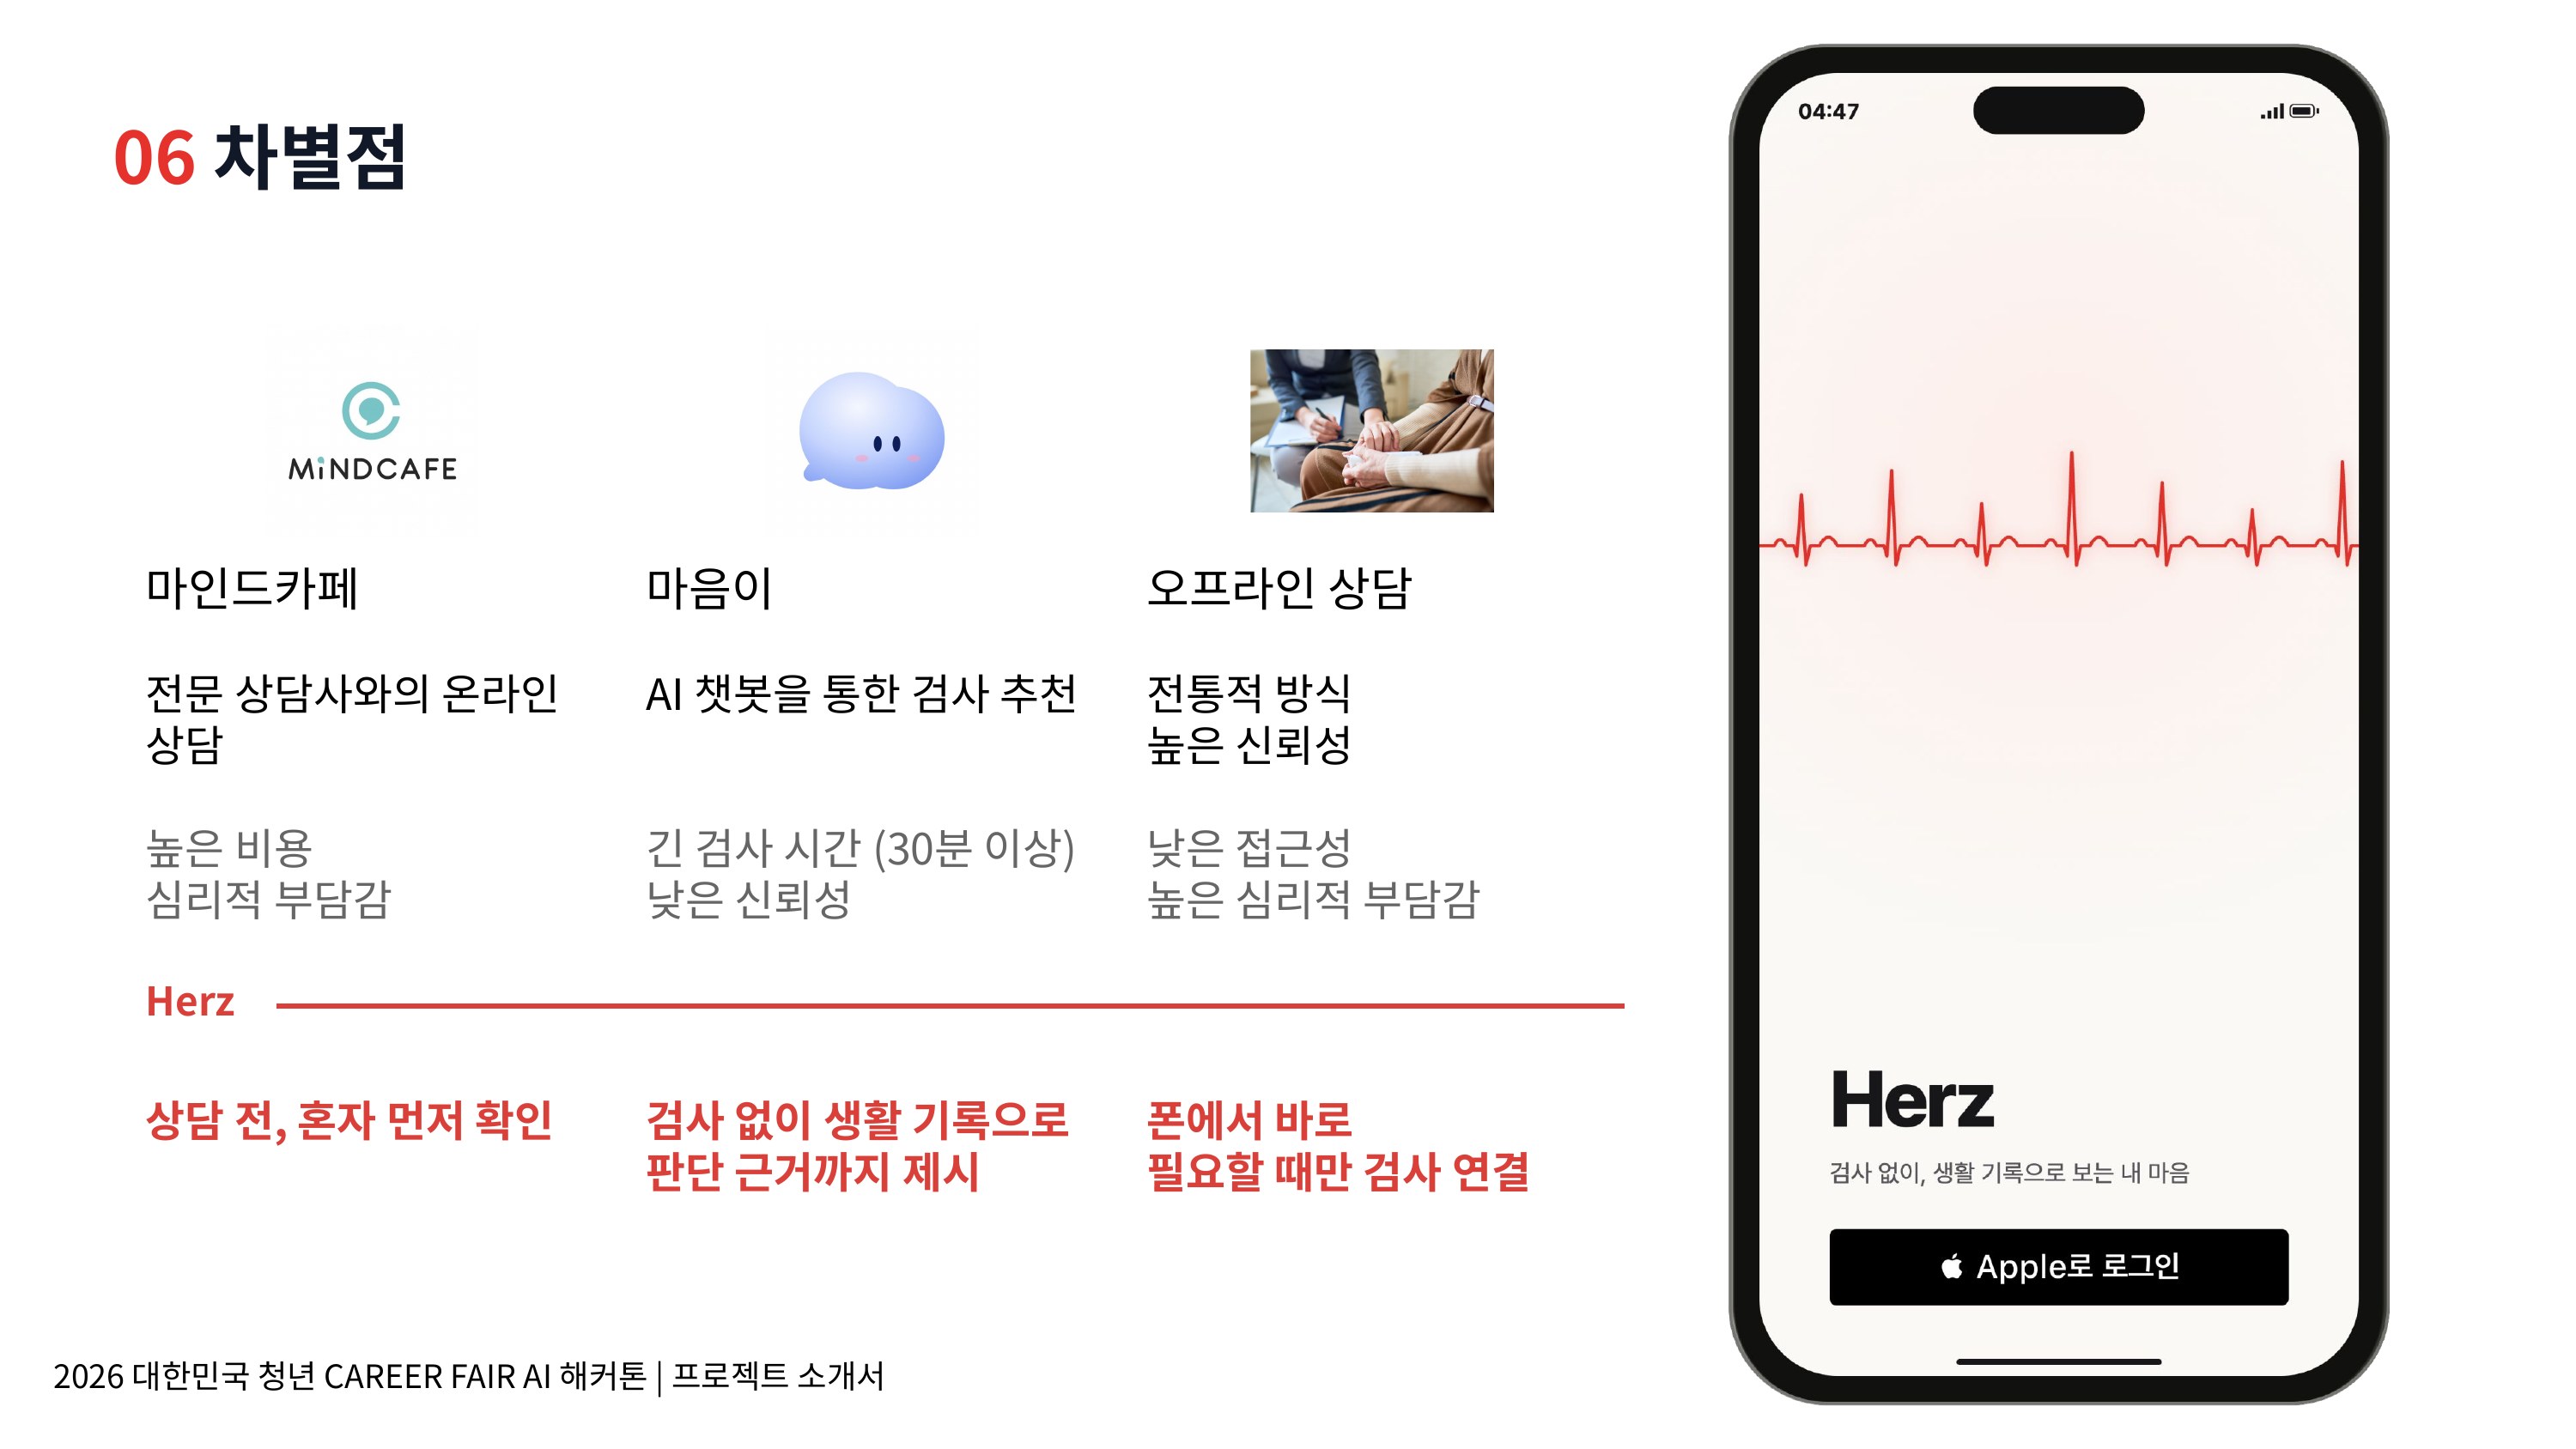 06 차별점
MiNDCAFE
마인드카페
전문 상담사와의 온라인
상담
높은 비용
심리적 부담감
마음이
AI 챗봇을 통한 검사 추천
긴 검사 시간 (30분 이상)
낮은 신뢰성
오프라인 상담
전통적 방식
높은 신뢰성
낮은 접근성
높은 심리적 부담감
Herz
상담 전, 혼자 먼저 확인
검사 없이 생활 기록으로
판단 근거까지 제시
폰에서 바로
필요할 때만 검사 연결
04:47
Herz
검사 없이, 생활 기록으로 보는 내 마음
Apple로 로그인
2026 대한민국 청년 CAREER FAIR AI 해커톤 | 프로젝트 소개서